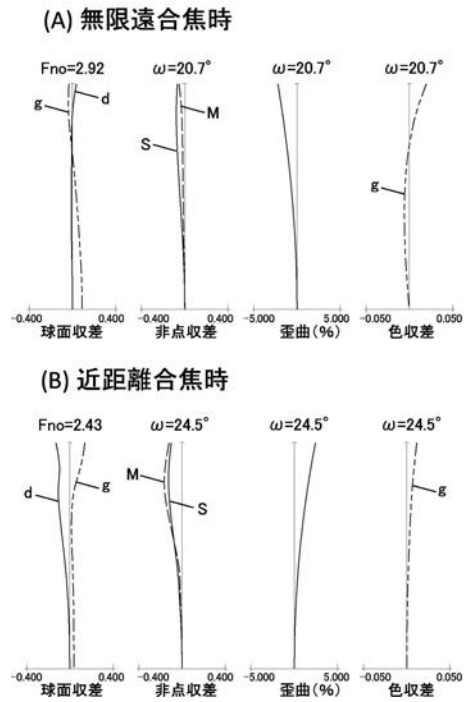 (A) 無限遠合焦時
Fno=2.92 ω=20.7° ω=20.7° ω=20.7°
g d M S g
-0.400 0.400 -0.400 0.400 -5.000 5.000 -0.050 0.050
球面収差 非点収差 歪曲(%) 色収差
(B) 近距離合焦時
Fno=2.43 ω=24.5° ω=24.5° ω=24.5°
d g M S g
-0.400 0.400 -0.400 0.400 -5.000 5.000 -0.050 0.050
球面収差 非点収差 歪曲(%) 色収差